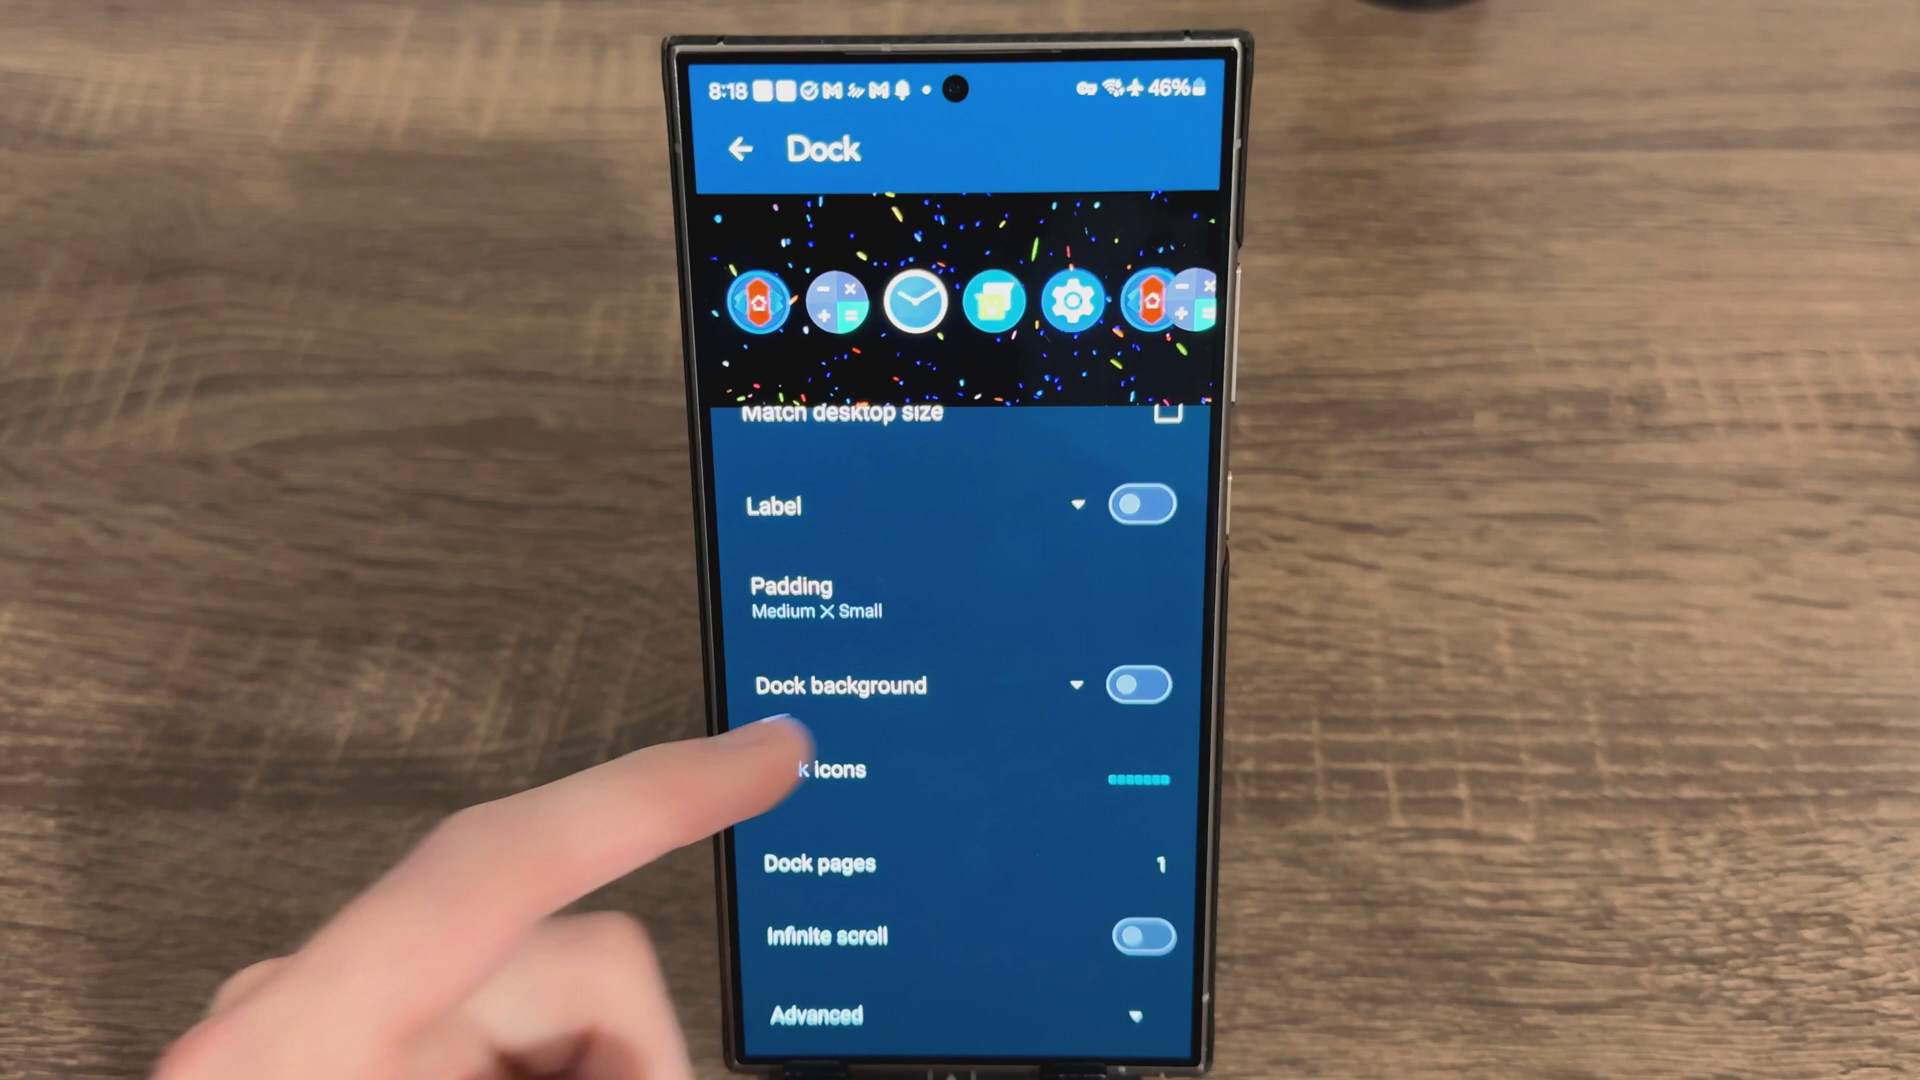 8:18
46%
Dock
Match desktop size
Label
Padding
Medium X Small
Dock background
k icons
Dock pages
1
Infinite scroll
Advanced